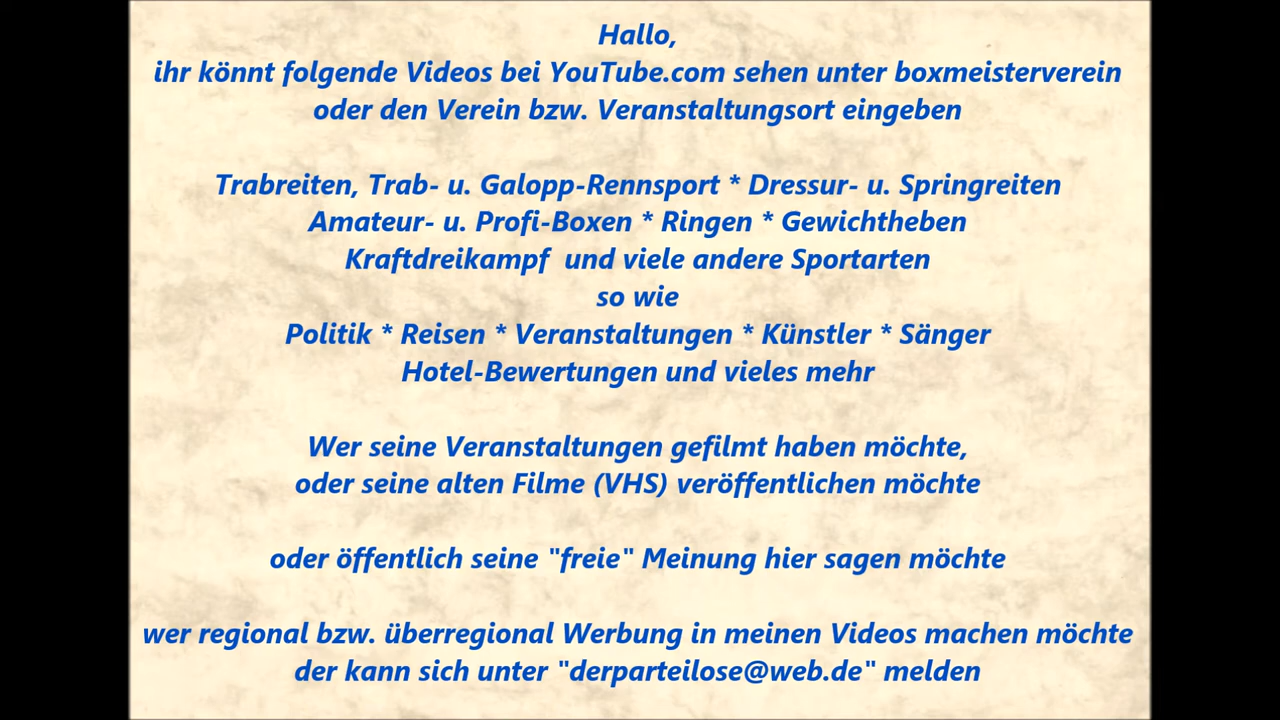 Hallo,
ihr könnt folgende Videos bei YouTube.com sehen unter boxmeisterverein
oder den Verein bzw. Veranstaltungsort eingeben
Trabreiten, Trab- u. Galopp-Rennsport * Dressur- u. Springreiten
Amateur- u. Profi-Boxen * Ringen * Gewichtheben
Kraftdreikampf  und viele andere Sportarten
so wie
Politik * Reisen * Veranstaltungen * Künstler * Sänger
Hotel-Bewertungen und vieles mehr
Wer seine Veranstaltungen gefilmt haben möchte,
oder seine alten Filme (VHS) veröffentlichen möchte
oder öffentlich seine "freie" Meinung hier sagen möchte
wer regional bzw. überregional Werbung in meinen Videos machen möchte
der kann sich unter "derparteilose@web.de" melden